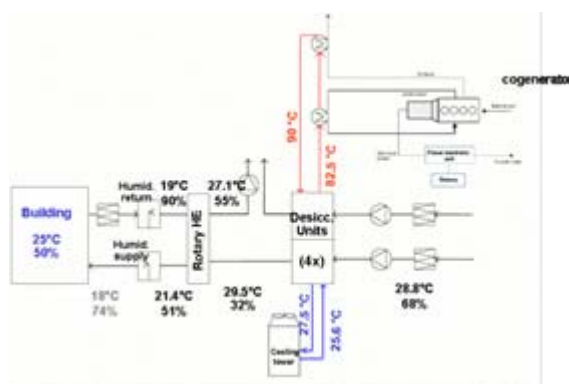 cogenerator
90 °C
82.5 °C
Humid.
return
19°C
90%
27.1°C
55%
Building
25°C
50%
Rotary HE
Desicc.
Units
(4x)
Humid.
supply
18°C
74%
21.4°C
51%
29.5°C
32%
28.8°C
68%
27.5 °C
25.6 °C
Cooling
tower